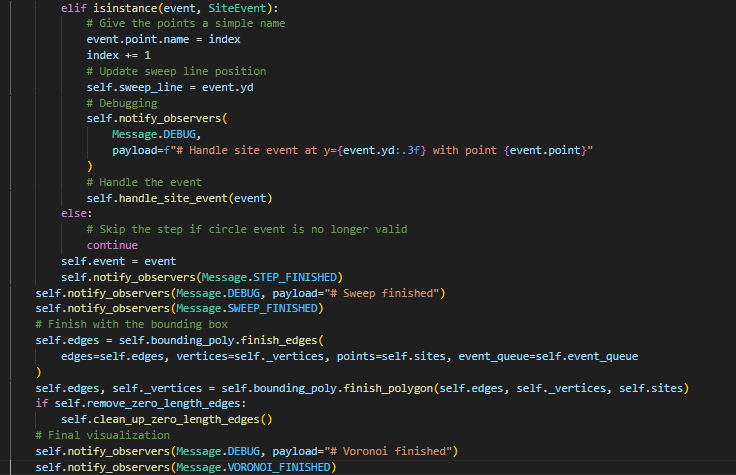 elif isinstance(event, SiteEvent):
# Give the points a simple name
event.point.name = index
index += 1
# Update sweep line position
self.sweep_line = event.yd
# Debugging
self.notify_observers(
Message.DEBUG,
payload=f"# Handle site event at y={event.yd:.3f} with point {event.point}"
)
# Handle the event
self.handle_site_event(event)
else:
# Skip the step if circle event is no longer valid
continue
self.event = event
self.notify_observers(Message.STEP_FINISHED)
self.notify_observers(Message.DEBUG, payload="# Sweep finished")
self.notify_observers(Message.SWEEP_FINISHED)
# Finish with the bounding box
self.edges = self.bounding_poly.finish_edges(
edges=self.edges, vertices=self._vertices, points=self.sites, event_queue=self.event_queue
)
self.edges, self._vertices = self.bounding_poly.finish_polygon(self.edges, self._vertices, self.sites)
if self.remove_zero_length_edges:
self.clean_up_zero_length_edges()
# Final visualization
self.notify_observers(Message.DEBUG, payload="# Voronoi finished")
self.notify_observers(Message.VORONOI_FINISHED)